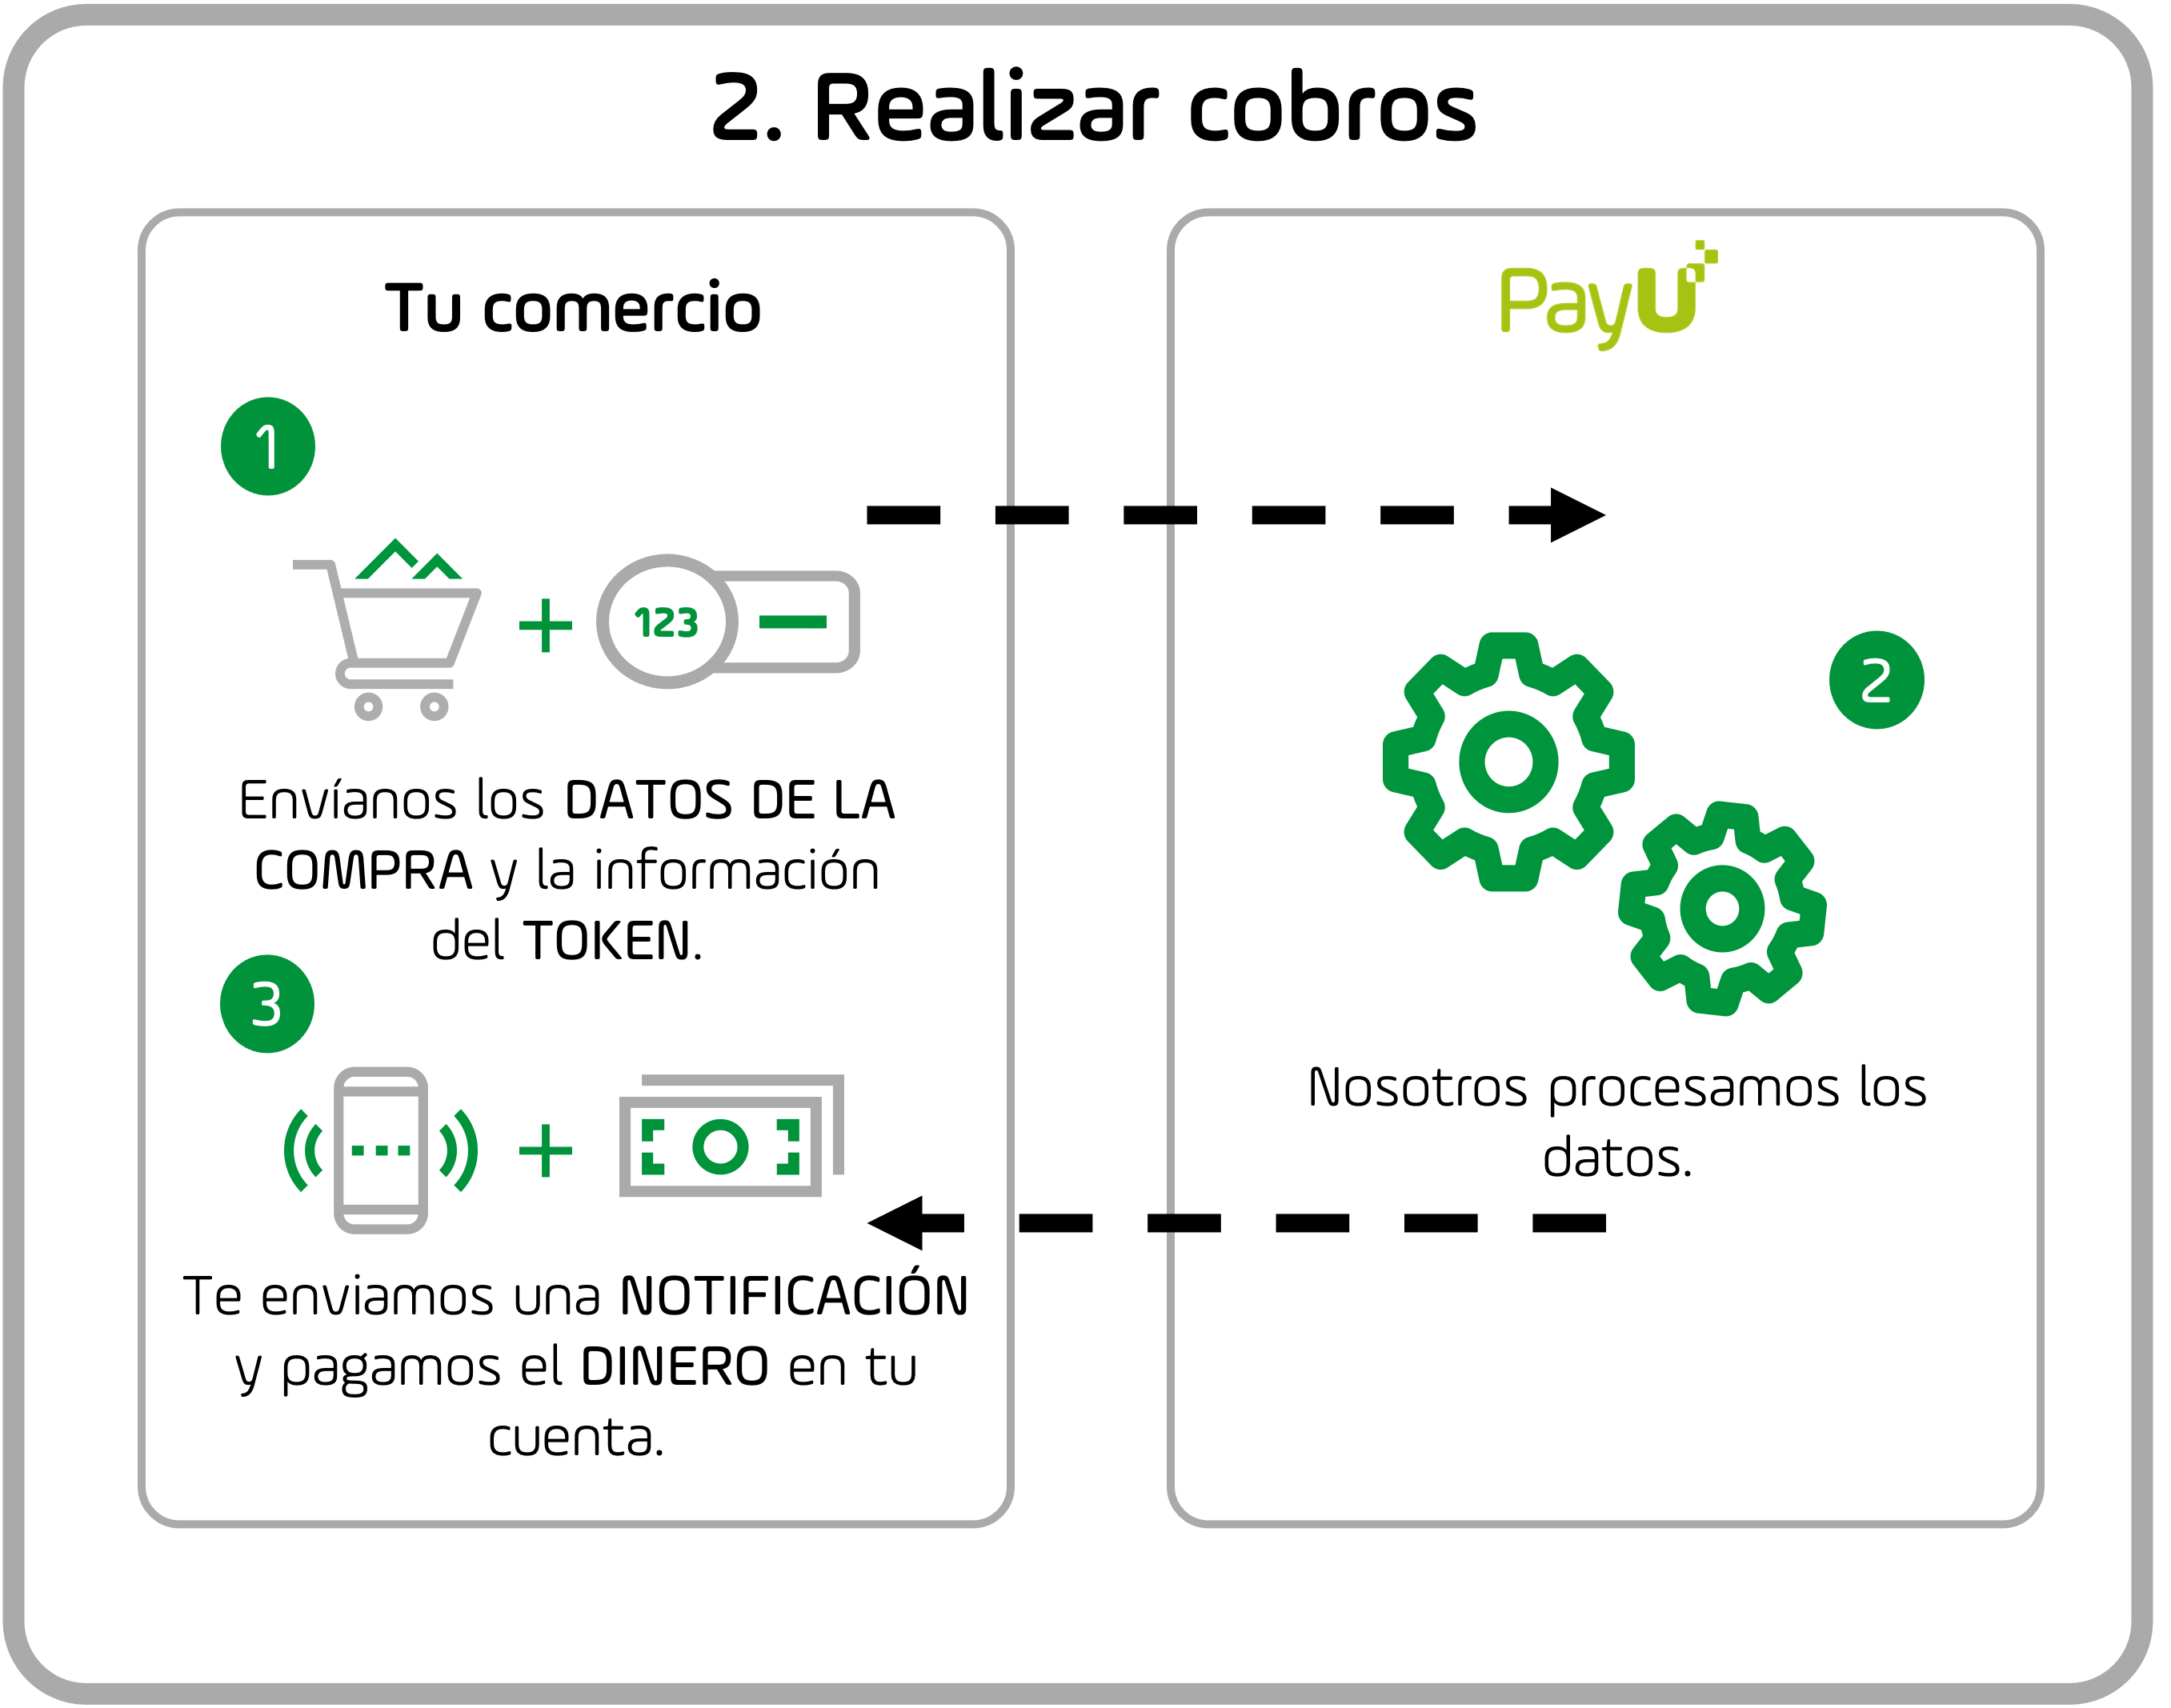 2. Realizar cobros
Tu comercio
1
123
Envíanos los DATOS DE LA
COMPRA y la información
del TOKEN.
3
Te enviamos una NOTIFICACIÓN
y pagamos el DINERO en tu
cuenta.
PayU
2
Nosotros procesamos los
datos.